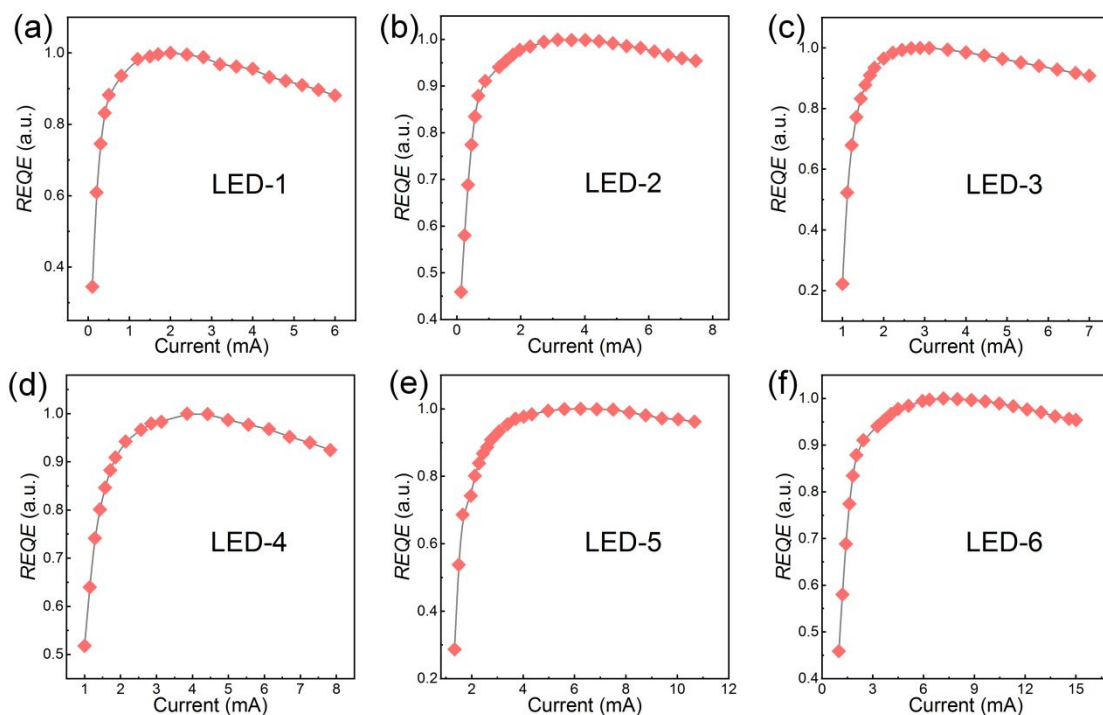 (a)
REQE (a.u.)
1.0
0.8
0.6
0.4
LED-1
0 1 2 3 4 5 6
Current (mA)
(b)
REQE (a.u.)
1.0
0.9
0.8
0.7
0.6
0.5
0.4
LED-2
0 2 4 6 8
Current (mA)
(c)
REQE (a.u.)
1.0
0.8
0.6
0.4
0.2
LED-3
1 2 3 4 5 6 7
Current (mA)
(d)
REQE (a.u.)
1.0
0.9
0.8
0.7
0.6
0.5
LED-4
1 2 3 4 5 6 7 8
Current (mA)
(e)
REQE (a.u.)
1.0
0.8
0.6
0.4
0.2
LED-5
2 4 6 8 10 12
Current (mA)
(f)
REQE (a.u.)
1.0
0.9
0.8
0.7
0.6
0.5
0.4
LED-6
0 3 6 9 12 15
Current (mA)